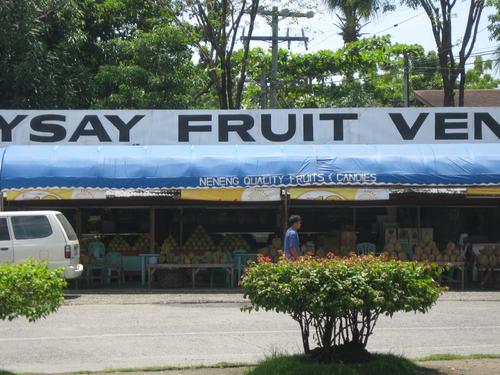 YSAY FRUIT VEN
NENENG QUALITY FRUITS & CANDIES